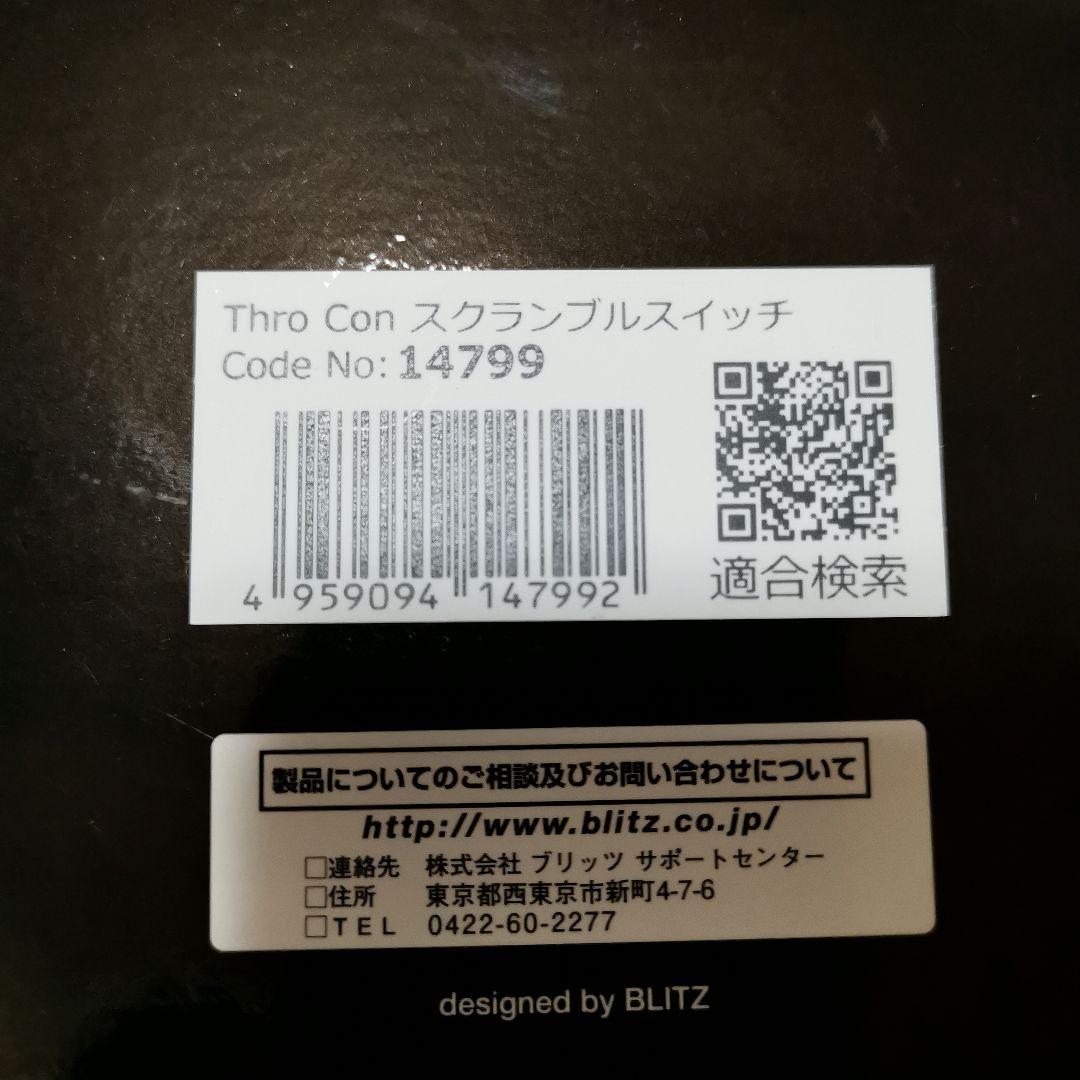 Thro Con スクランブルスイッチ
Code No: 14799
4 959094 147992
適合検索
製品についてのご相談及びお問い合わせについて
http://www.blitz.co.jp/
□連絡先 株式会社 ブリッツ サポートセンター
□住所 東京都西東京市新町4-7-6
□TEL 0422-60-2277
designed by BLITZ